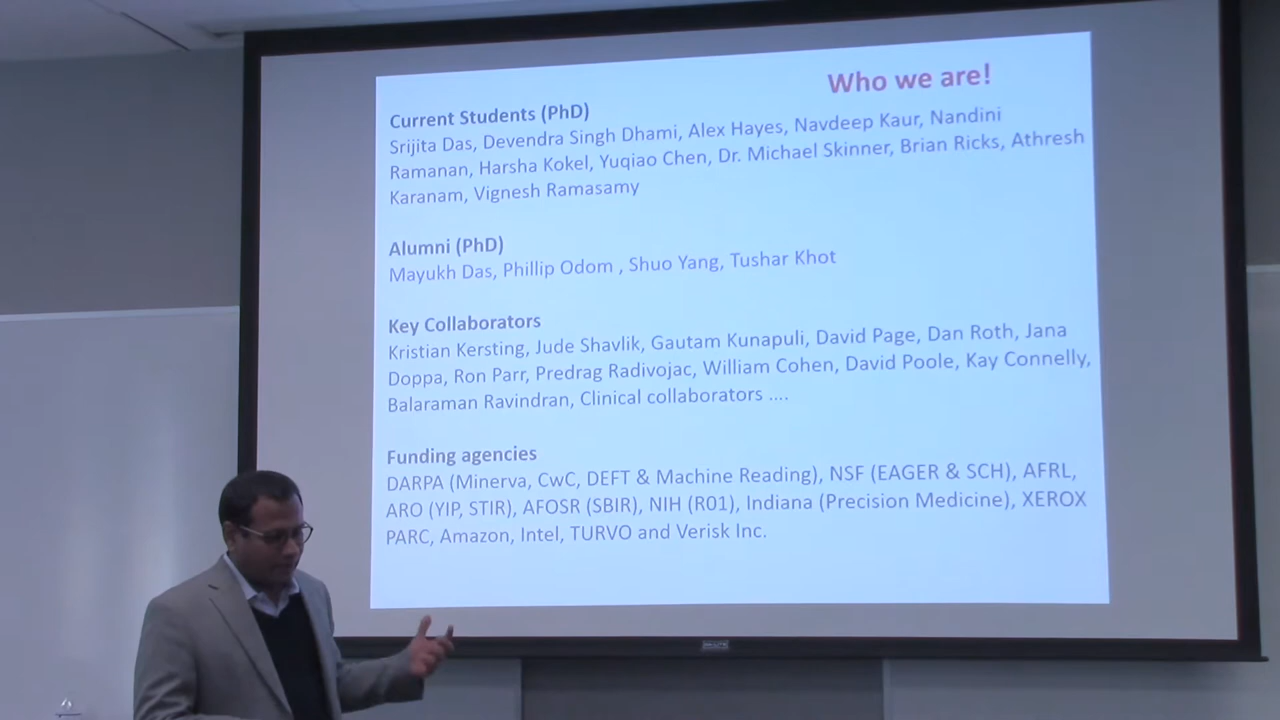 Who we are!
Current Students (PhD)
Srijita Das, Devendra Singh Dhami, Alex Hayes, Navdeep Kaur, Nandini
Ramanan, Harsha Kokel, Yuqiao Chen, Dr. Michael Skinner, Brian Ricks, Athresh
Karanam, Vignesh Ramasamy
Alumni (PhD)
Mayukh Das, Phillip Odom , Shuo Yang, Tushar Khot
Key Collaborators
Kristian Kersting, Jude Shavlik, Gautam Kunapuli, David Page, Dan Roth, Jana
Doppa, Ron Parr, Predrag Radivojac, William Cohen, David Poole, Kay Connelly,
Balaraman Ravindran, Clinical collaborators ....
Funding agencies
DARPA (Minerva, CwC, DEFT & Machine Reading), NSF (EAGER & SCH), AFRL,
ARO (YIP, STIR), AFOSR (SBIR), NIH (R01), Indiana (Precision Medicine), XEROX
PARC, Amazon, Intel, TURVO and Verisk Inc.